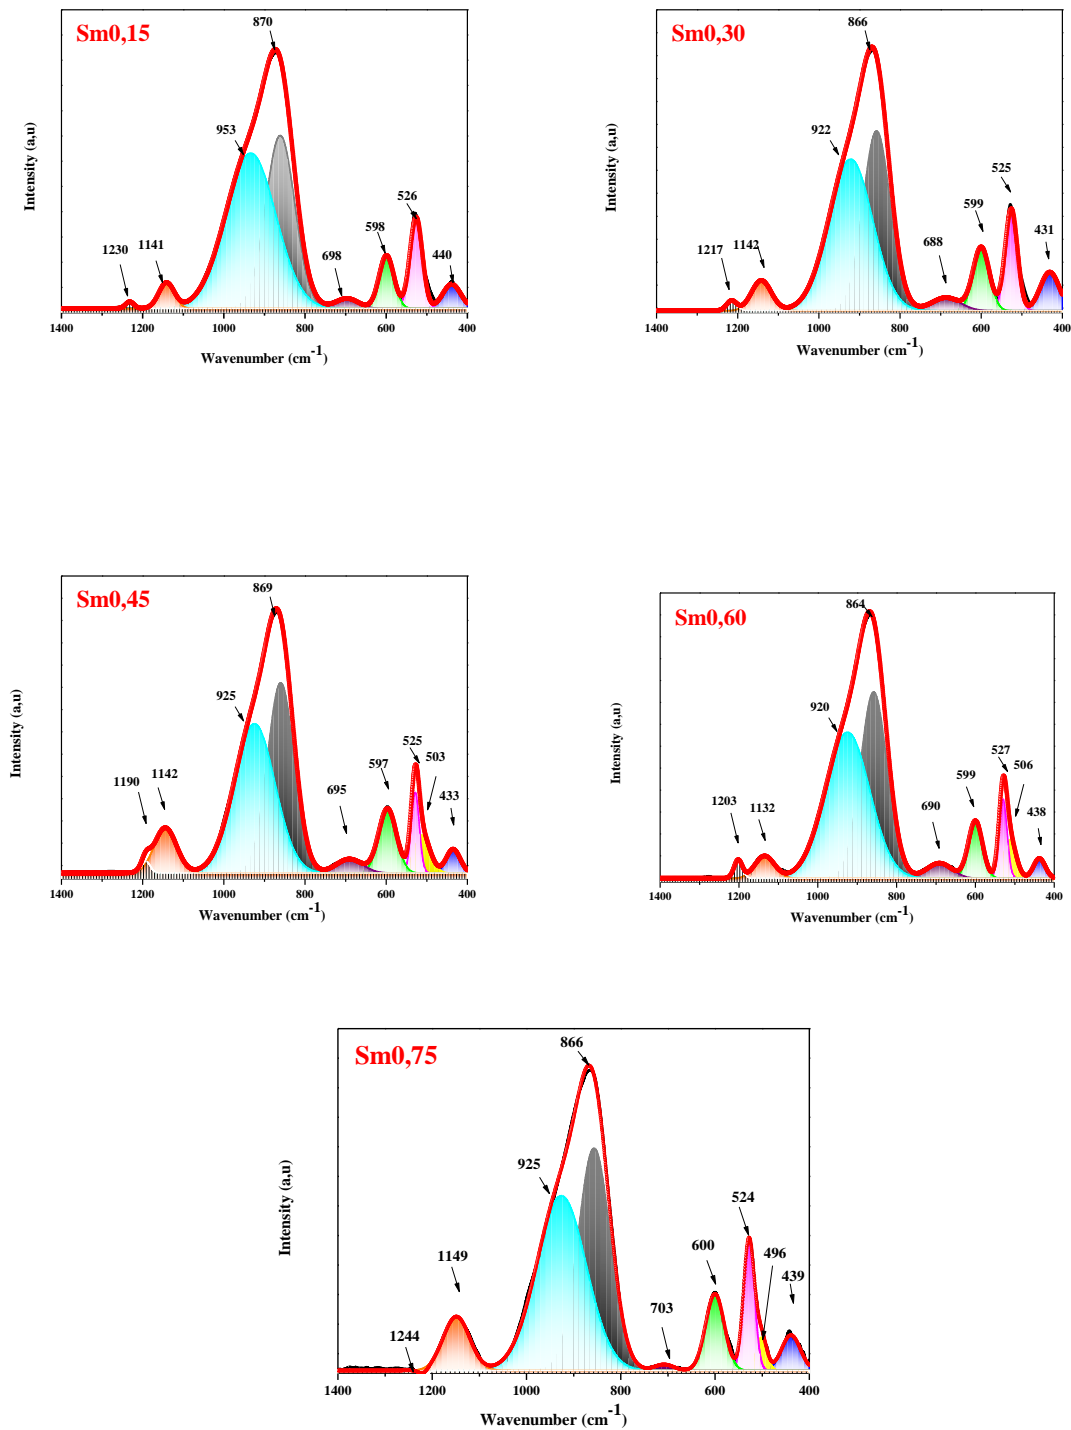 Sm0,15
870
953
526
598
440
1230
1141
698
Intensity (a,u)
1400 1200 1000 800 600 400
Wavenumber (cm-1)
Sm0,30
866
922
525
599
431
1217
1142
688
Intensity (a,u)
1400 1200 1000 800 600 400
Wavenumber (cm-1)
Sm0,45
869
925
525
503
597
1190
1142
695
433
Intensity (a,u)
1400 1200 1000 800 600 400
Wavenumber (cm-1)
Sm0,60
864
920
527
506
599
1203
1132
690
438
Intensity (a,u)
1400 1200 1000 800 600 400
Wavenumber (cm-1)
Sm0,75
866
925
524
600
496
1149
439
703
1244
Intensity (a,u)
1400 1200 1000 800 600 400
Wavenumber (cm-1)